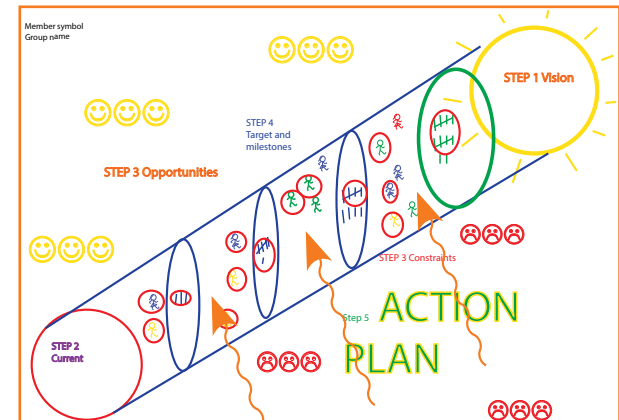 Member symbol
Group name
STEP 1 Vision
STEP 4
Target and
milestones
STEP 3 Opportunities
STEP 3 Constraints
Step 5 ACTION
PLAN
STEP 2
Current